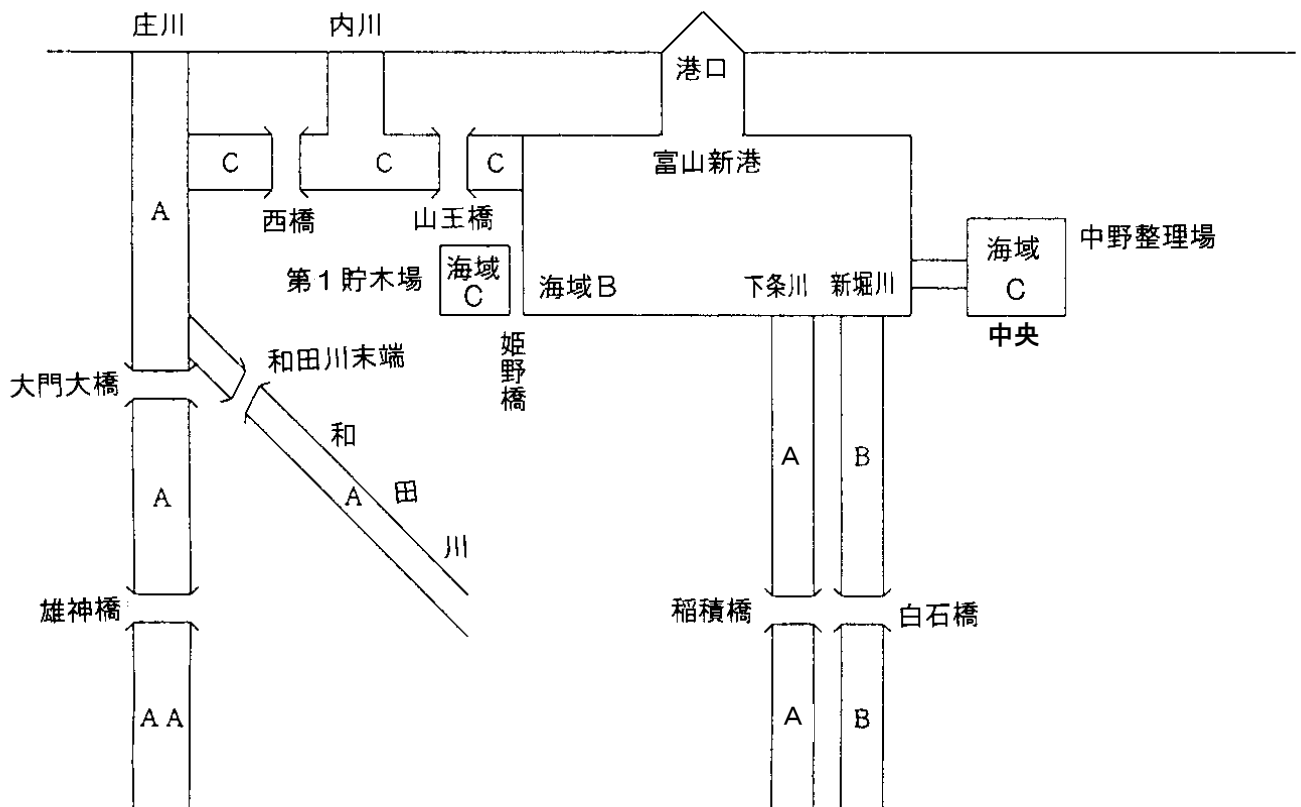 庄川
内川
港口
C
C
C
富山新港
A
西橋
山王橋
中野整理場
海域
C
第1貯木場
海域
C
海域B
下条川
新堀川
中央
姫野橋
和田川末端
大門大橋
和田川
A
A
A
B
雄神橋
稲積橋
白石橋
AA
A
B